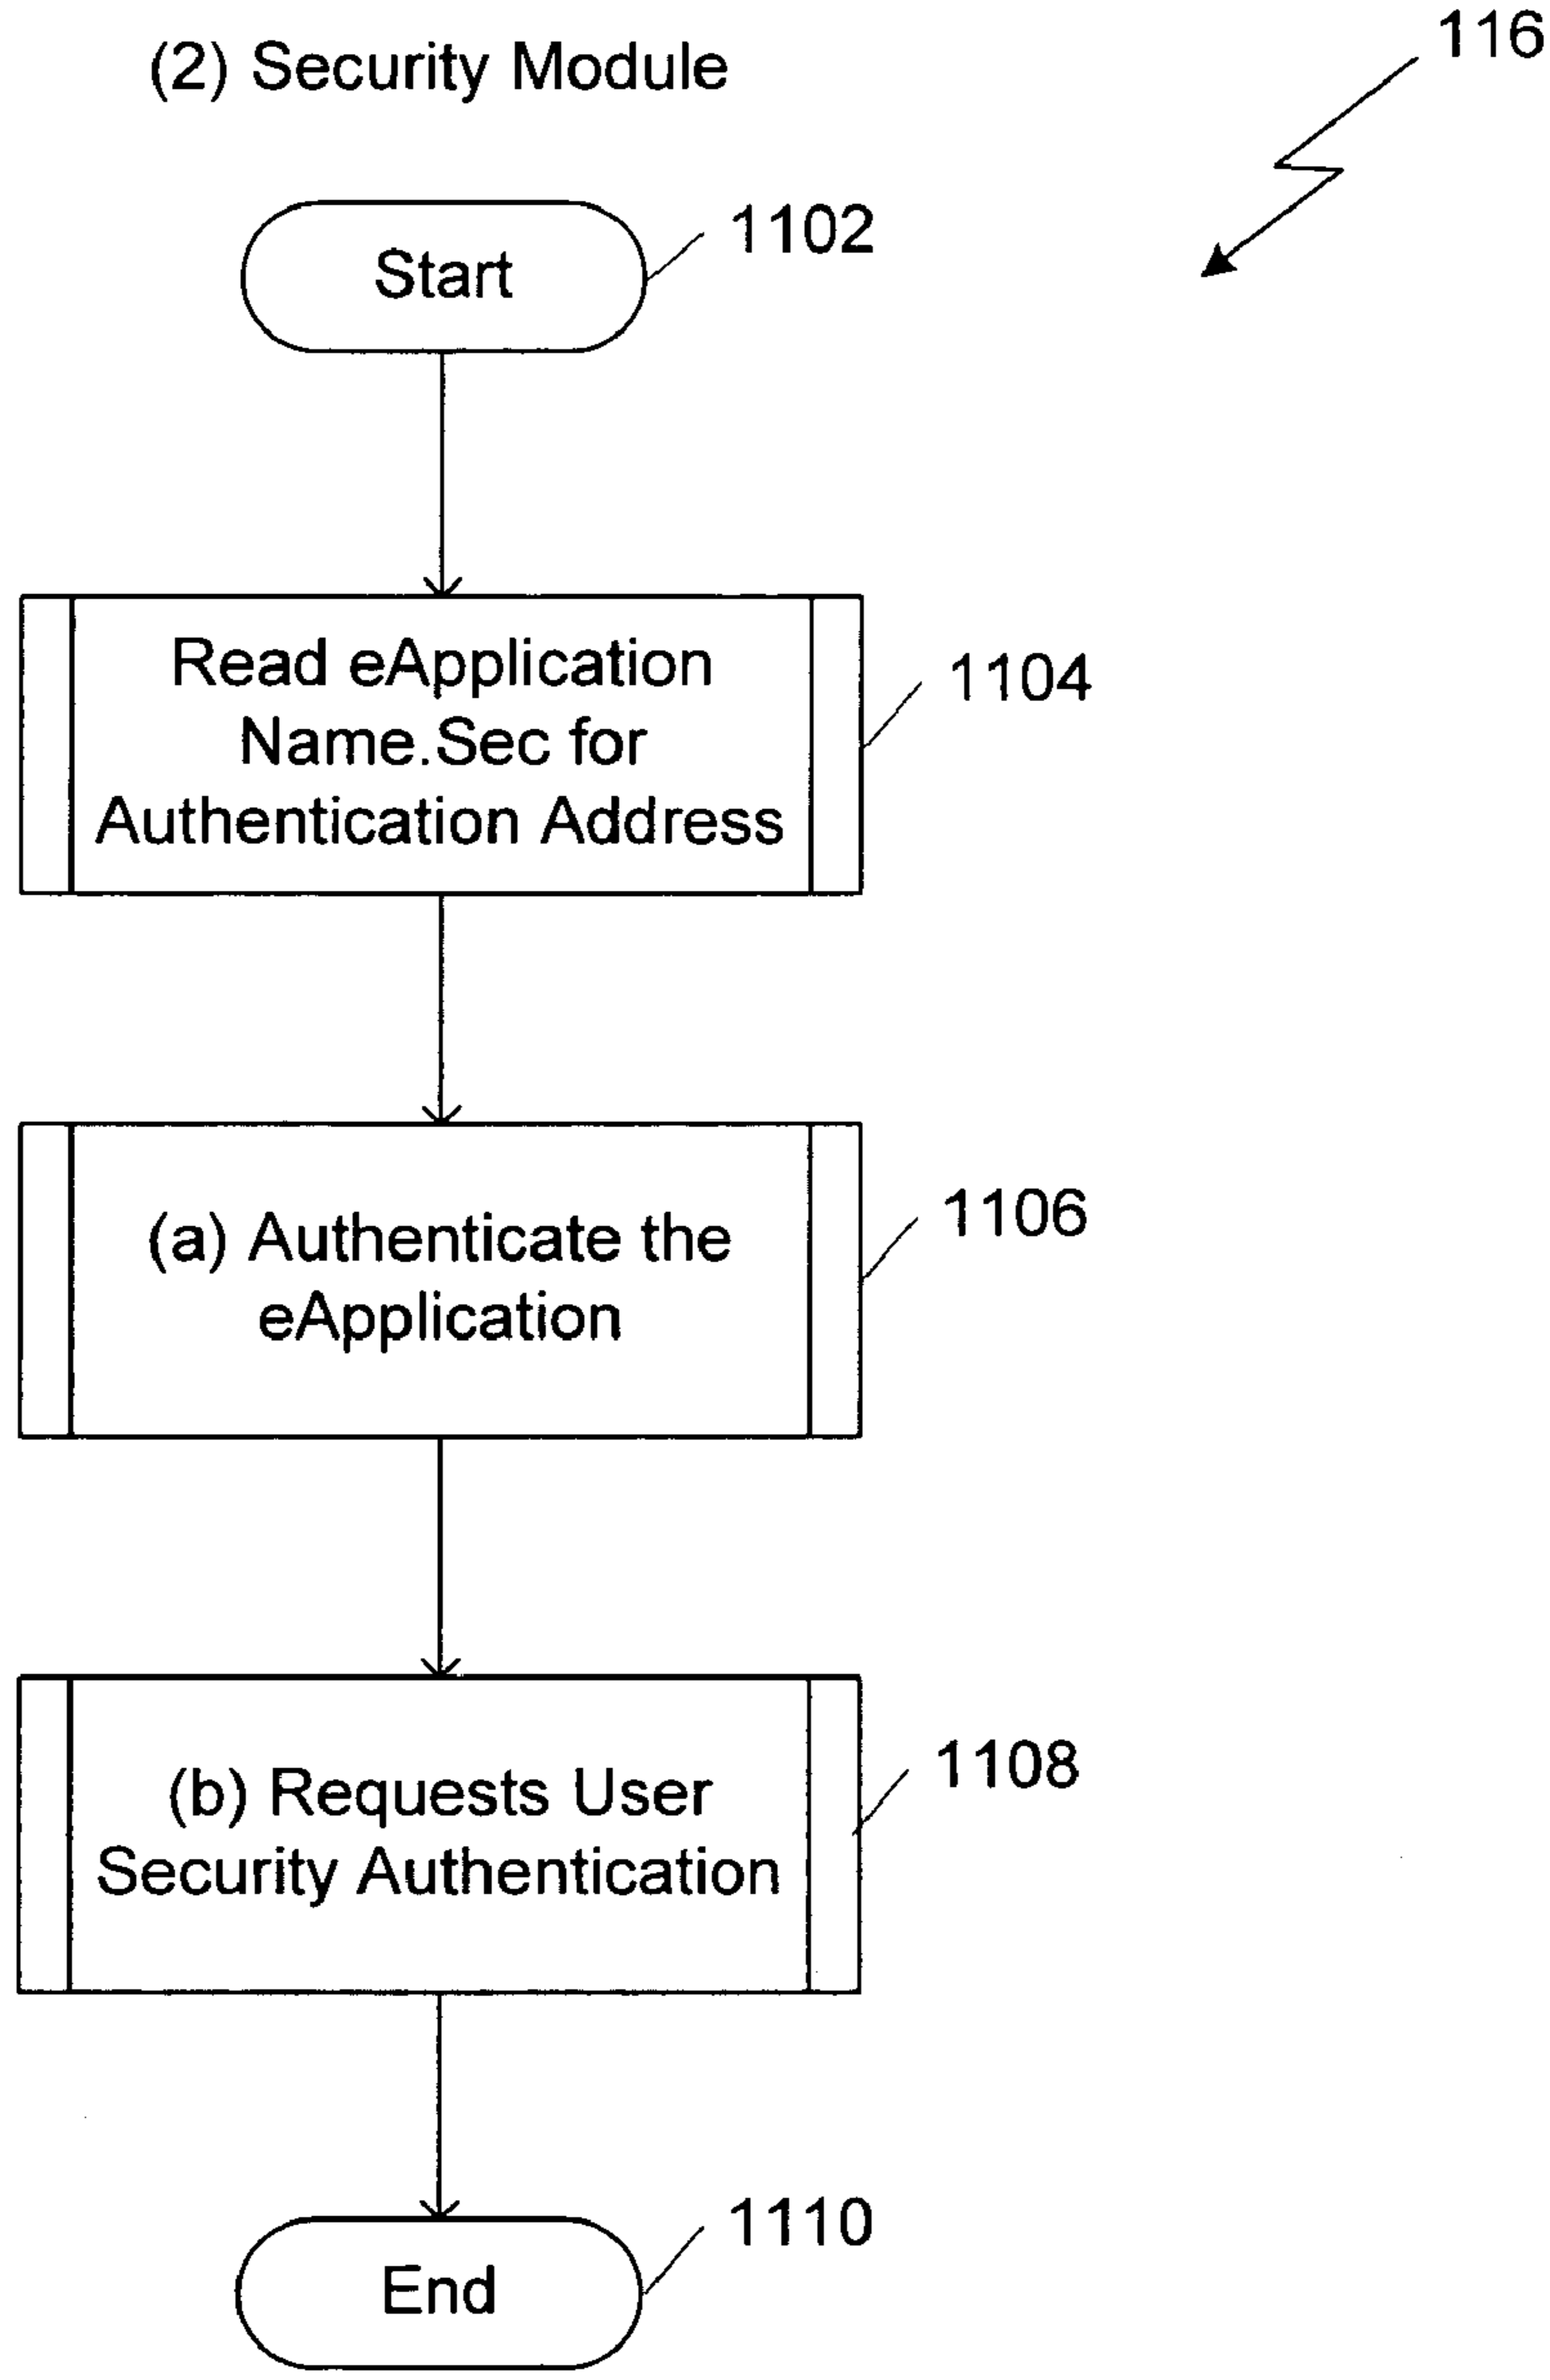 116
(2) Security Module
1102
Start
Read eApplication
Name.Sec for
Authentication Address
1104
(a) Authenticate the
eApplication
1106
(b) Requests User
Security Authentication
1108
1110
End